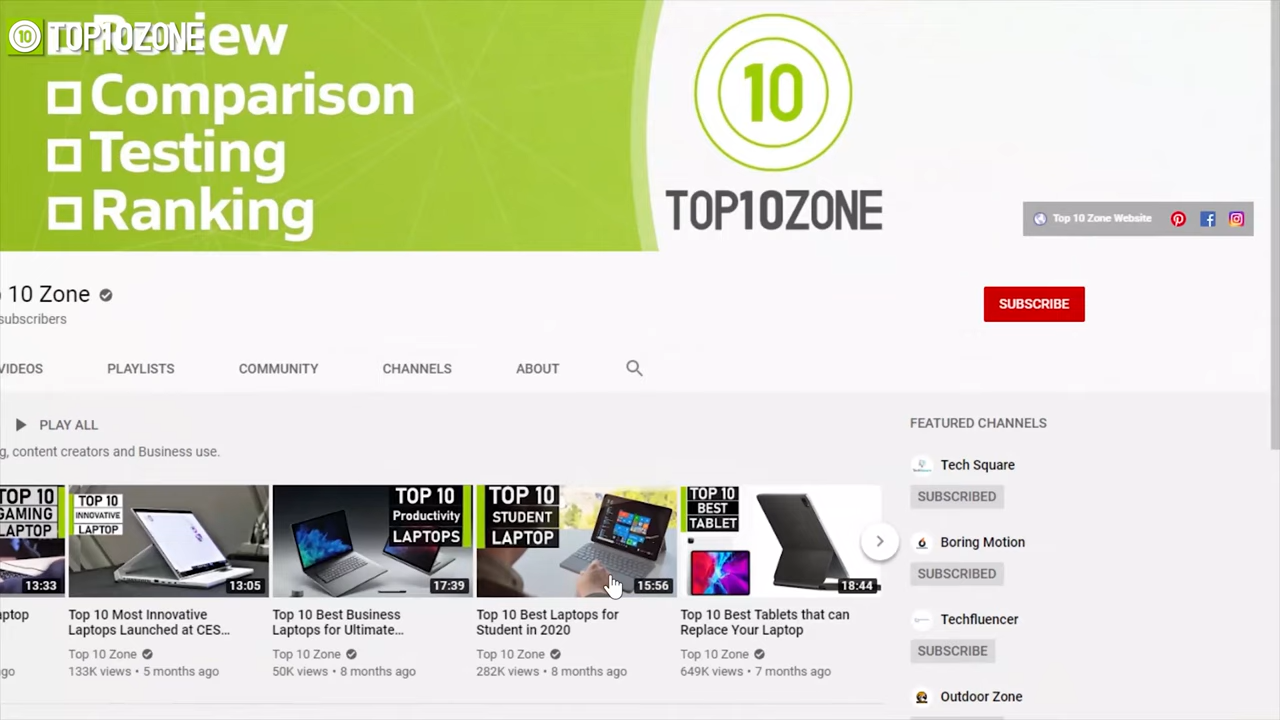 TOP10ZONE
Review
Comparison
Testing
Ranking
10
TOP10ZONE
Top 10 Zone Website
10 Zone
subscribers
SUBSCRIBE
VIDEOS
PLAYLISTS
COMMUNITY
CHANNELS
ABOUT
PLAY ALL
g, content creators and Business use.
FEATURED CHANNELS
Tech Square
SUBSCRIBED
Boring Motion
SUBSCRIBED
Techfluencer
SUBSCRIBE
Outdoor Zone
TOP 10
GAMING
LAPTOP
13:33
TOP 10
INNOVATIVE
LAPTOP
13:05
Top 10 Most Innovative
Laptops Launched at CES...
Top 10 Zone
133K views • 5 months ago
TOP 10
Productivity
LAPTOPS
17:39
Top 10 Best Business
Laptops for Ultimate...
Top 10 Zone
50K views • 8 months ago
TOP 10
STUDENT
LAPTOP
15:56
Top 10 Best Laptops for
Student in 2020
Top 10 Zone
282K views • 8 months ago
TOP 10
BEST
TABLET
18:44
Top 10 Best Tablets that can
Replace Your Laptop
Top 10 Zone
649K views • 7 months ago